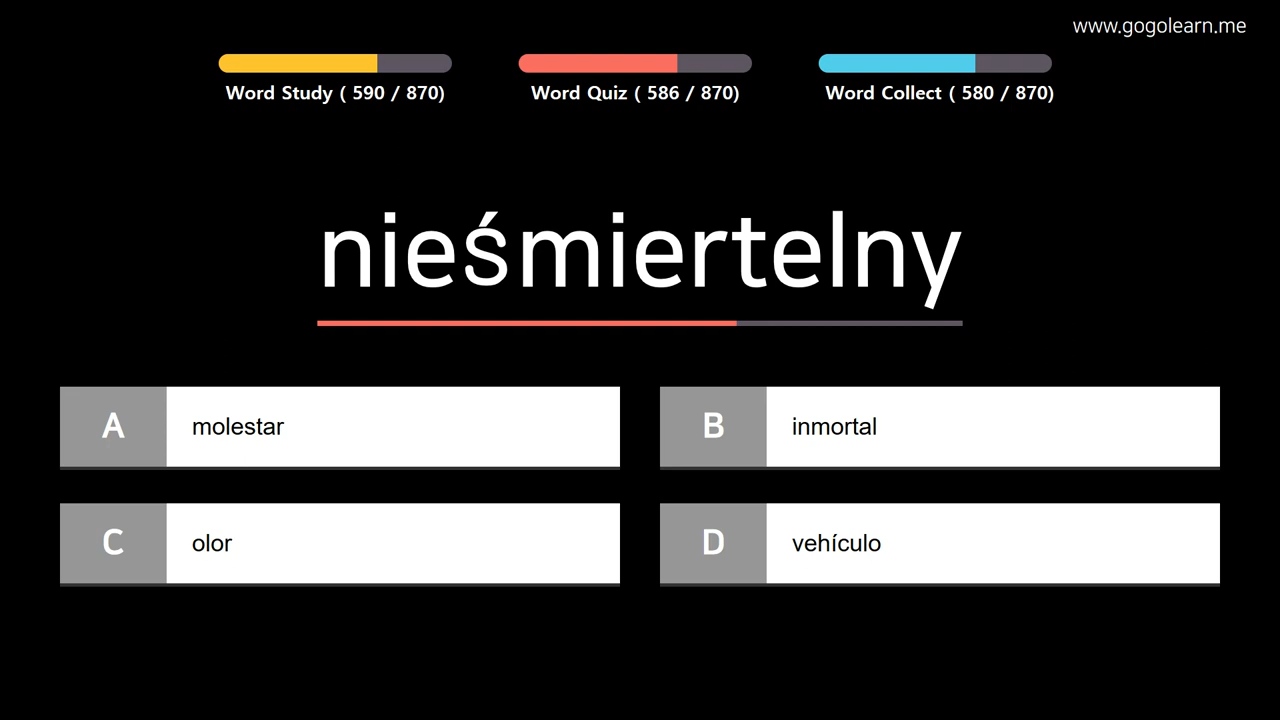 www.gogolearn.me
Word Study ( 590 / 870)
Word Quiz ( 586 / 870)
Word Collect ( 580 / 870)
nieśmiertelny
A molestar
B inmortal
C olor
D vehículo